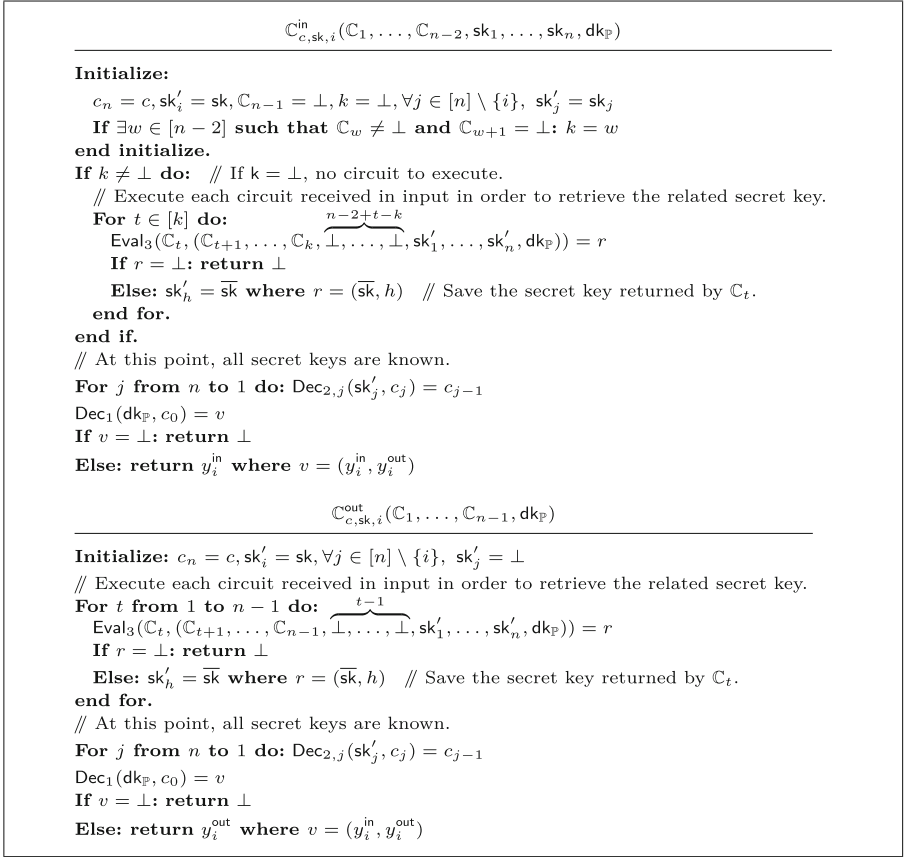 ℂ^in_{c,sk,i}(ℂ_1, …, ℂ_{n−2}, sk_1, …, sk_n, dk_ℙ)
Initialize:
c_n = c, sk′_i = sk, ℂ_{n−1} = ⊥, k = ⊥, ∀j ∈ [n] \ {i}, sk′_j = sk_j
If ∃w ∈ [n − 2] such that ℂ_w ≠ ⊥ and ℂ_{w+1} = ⊥: k = w
end initialize.
If k ≠ ⊥ do: // If k = ⊥, no circuit to execute.
// Execute each circuit received in input in order to retrieve the related secret key.
For t ∈ [k] do:
n−2+t−k
Eval_3(ℂ_t, (ℂ_{t+1}, …, ℂ_k, ⊥, …, ⊥, sk′_1, …, sk′_n, dk_ℙ)) = r
If r = ⊥: return ⊥
Else: sk′_h = s̅k̅ where r = (s̅k̅, h) // Save the secret key returned by ℂ_t.
end for.
end if.
// At this point, all secret keys are known.
For j from n to 1 do: Dec_{2,j}(sk′_j, c_j) = c_{j−1}
Dec_1(dk_ℙ, c_0) = v
If v = ⊥: return ⊥
Else: return y^in_i where v = (y^in_i, y^out_i)
ℂ^out_{c,sk,i}(ℂ_1, …, ℂ_{n−1}, dk_ℙ)
Initialize: c_n = c, sk′_i = sk, ∀j ∈ [n] \ {i}, sk′_j = ⊥
// Execute each circuit received in input in order to retrieve the related secret key.
For t from 1 to n − 1 do:
t−1
Eval_3(ℂ_t, (ℂ_{t+1}, …, ℂ_{n−1}, ⊥, …, ⊥, sk′_1, …, sk′_n, dk_ℙ)) = r
If r = ⊥: return ⊥
Else: sk′_h = s̅k̅ where r = (s̅k̅, h) // Save the secret key returned by ℂ_t.
end for.
// At this point, all secret keys are known.
For j from n to 1 do: Dec_{2,j}(sk′_j, c_j) = c_{j−1}
Dec_1(dk_ℙ, c_0) = v
If v = ⊥: return ⊥
Else: return y^out_i where v = (y^in_i, y^out_i)